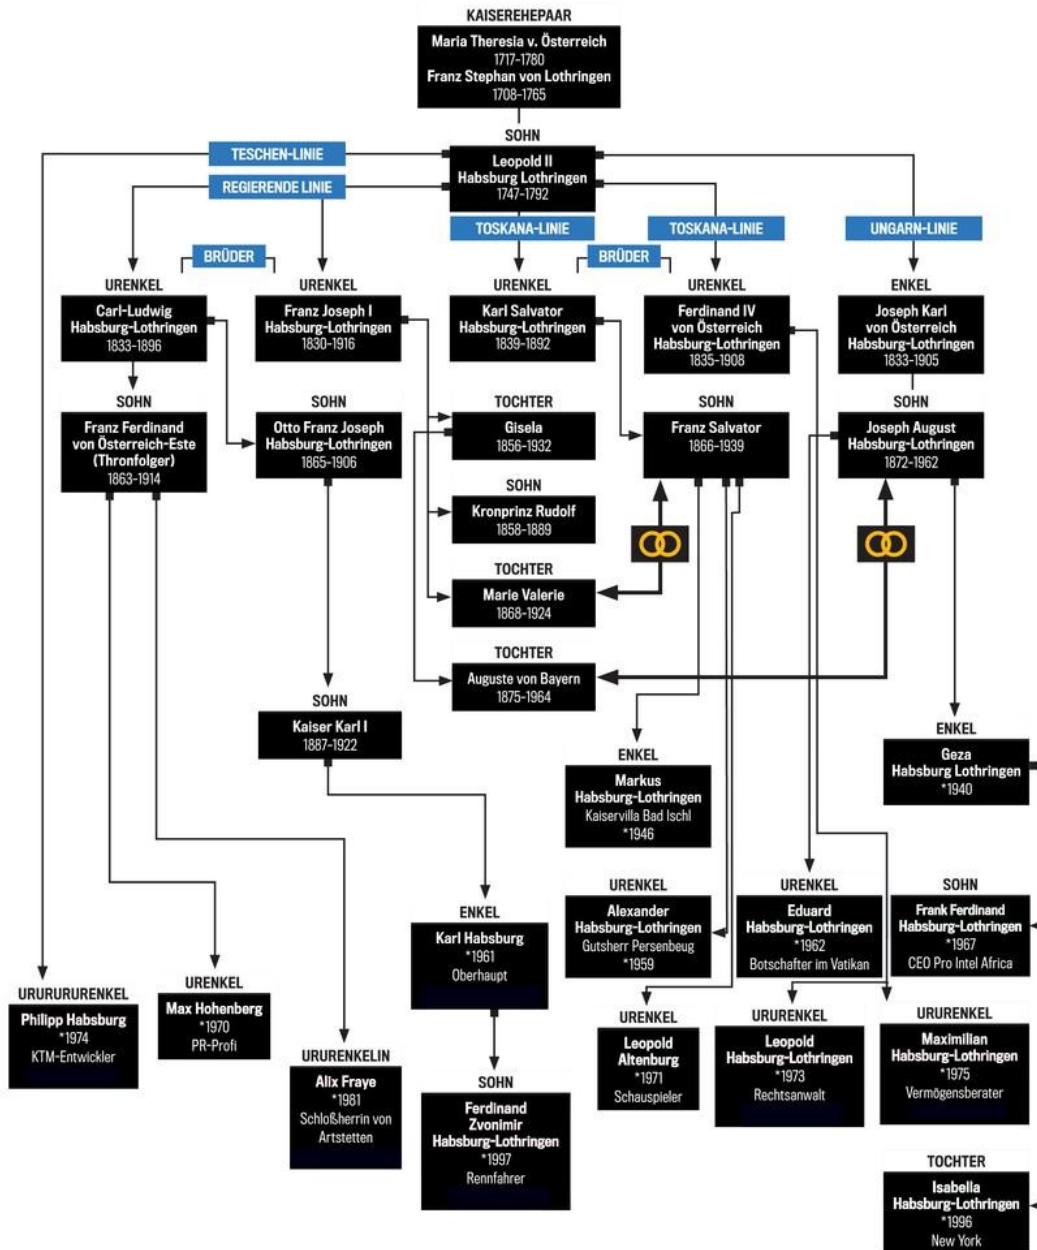 KAISEREHEPAAR
Maria Theresia v. Österreich
1717-1780
Franz Stephan von Lothringen
1708-1765
SOHN
Leopold II
Habsburg Lothringen
1747-1792
TESCHEN-LINIE
REGIERENDE LINIE
TOSKANA-LINIE
TOSKANA-LINIE
UNGARN-LINIE
BRÜDER
BRÜDER
URENKEL
Carl-Ludwig
Habsburg-Lothringen
1833-1896
URENKEL
Franz Joseph I
Habsburg-Lothringen
1830-1916
URENKEL
Karl Salvator
Habsburg-Lothringen
1839-1892
URENKEL
Ferdinand IV
von Österreich
Habsburg-Lothringen
1835-1908
ENKEL
Joseph Karl
von Österreich
Habsburg-Lothringen
1833-1905
SOHN
Franz Ferdinand
von Österreich-Este
(Thronfolger)
1863-1914
SOHN
Otto Franz Joseph
Habsburg-Lothringen
1865-1906
TOCHTER
Gisela
1856-1932
SOHN
Franz Salvator
1866-1939
SOHN
Joseph August
Habsburg-Lothringen
1872-1962
SOHN
Kronprinz Rudolf
1858-1889
TOCHTER
Marie Valerie
1868-1924
TOCHTER
Auguste von Bayern
1875-1964
SOHN
Kaiser Karl I
1887-1922
ENKEL
Markus
Habsburg-Lothringen
Kaiservilla Bad Ischl
*1946
ENKEL
Geza
Habsburg Lothringen
*1940
ENKEL
Karl Habsburg
*1961
Oberhaupt
URENKEL
Alexander
Habsburg-Lothringen
Gutsherr Persenbeug
*1959
URENKEL
Eduard
Habsburg-Lothringen
*1962
Botschafter im Vatikan
SOHN
Frank Ferdinand
Habsburg-Lothringen
*1967
CEO Pro Intel Africa
URURURURENKEL
Philipp Habsburg
*1974
KTM-Entwickler
URENKEL
Max Hohenberg
*1970
PR-Profi
URURENKELIN
Alix Fraye
*1981
Schloßherrin von
Artstetten
SOHN
Ferdinand
Zvonimir
Habsburg-Lothringen
*1997
Rennfahrer
URENKEL
Leopold
Altenburg
*1971
Schauspieler
URURENKEL
Leopold
Habsburg-Lothringen
*1973
Rechtsanwalt
URURENKEL
Maximilian
Habsburg-Lothringen
*1975
Vermögensberater
TOCHTER
Isabella
Habsburg-Lothringen
*1996
New York